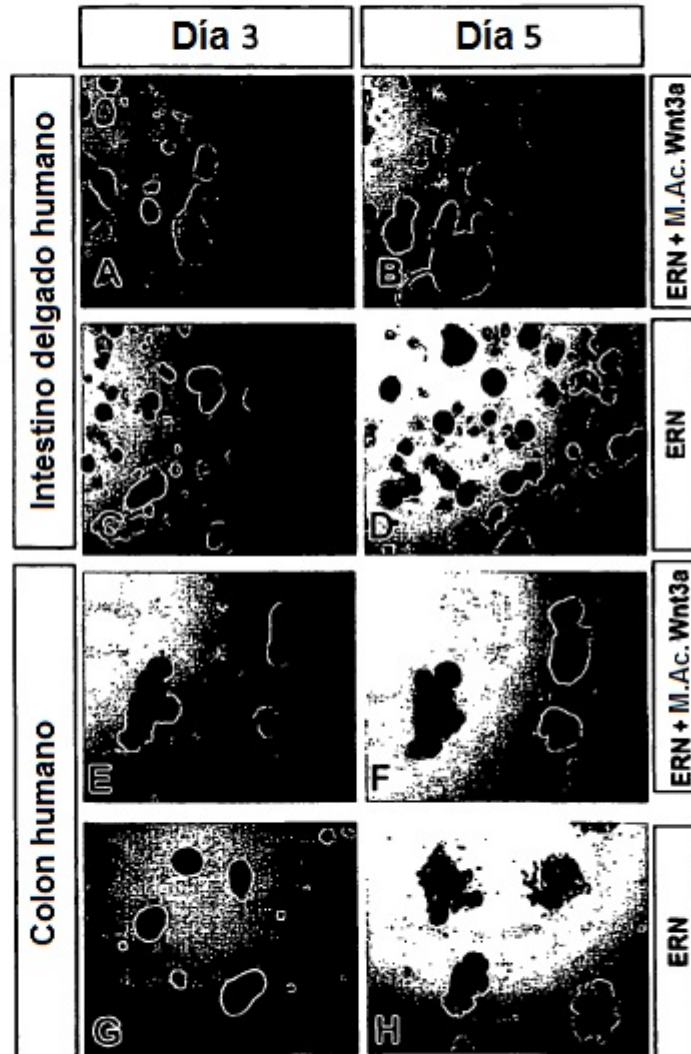 Día 3
Día 5
Intestino delgado humano
A
B
ERN + M.Ac. Wnt3a
C
D
ERN
Colon humano
E
F
ERN + M.Ac. Wnt3a
G
H
ERN